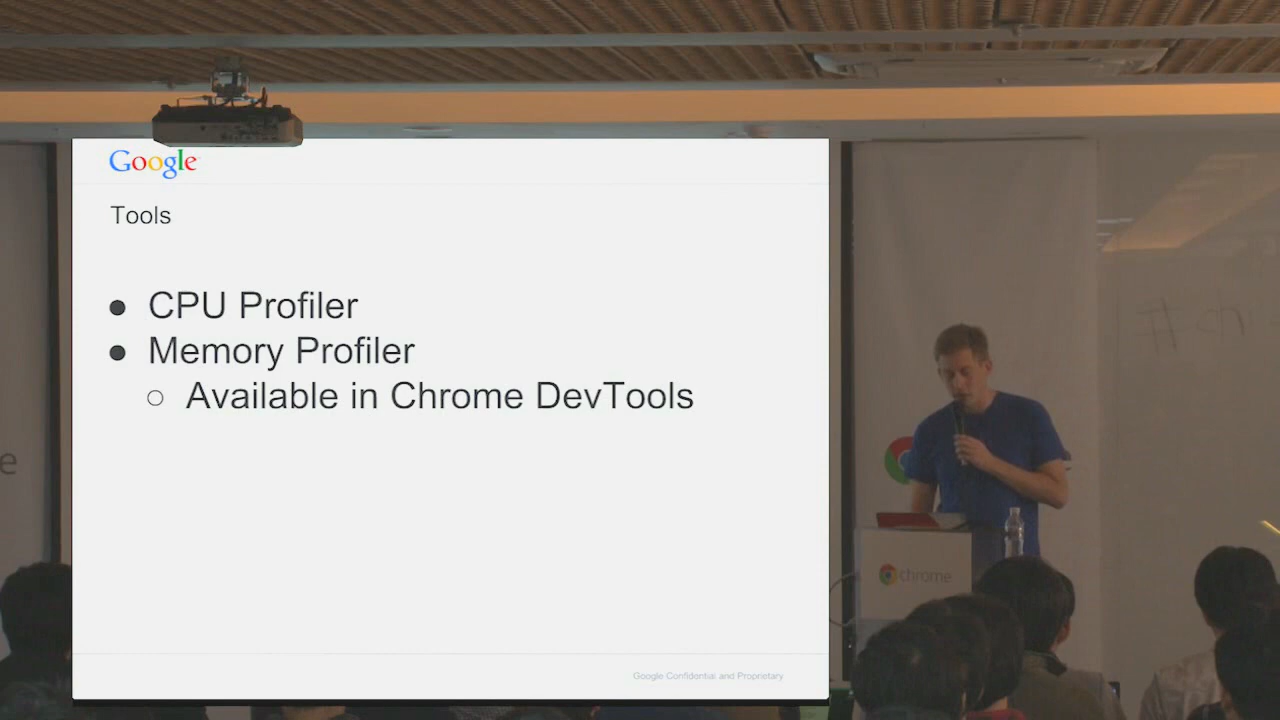 Google
Tools
● CPU Profiler
● Memory Profiler
○ Available in Chrome DevTools
Google Confidential and Proprietary
chrome
e